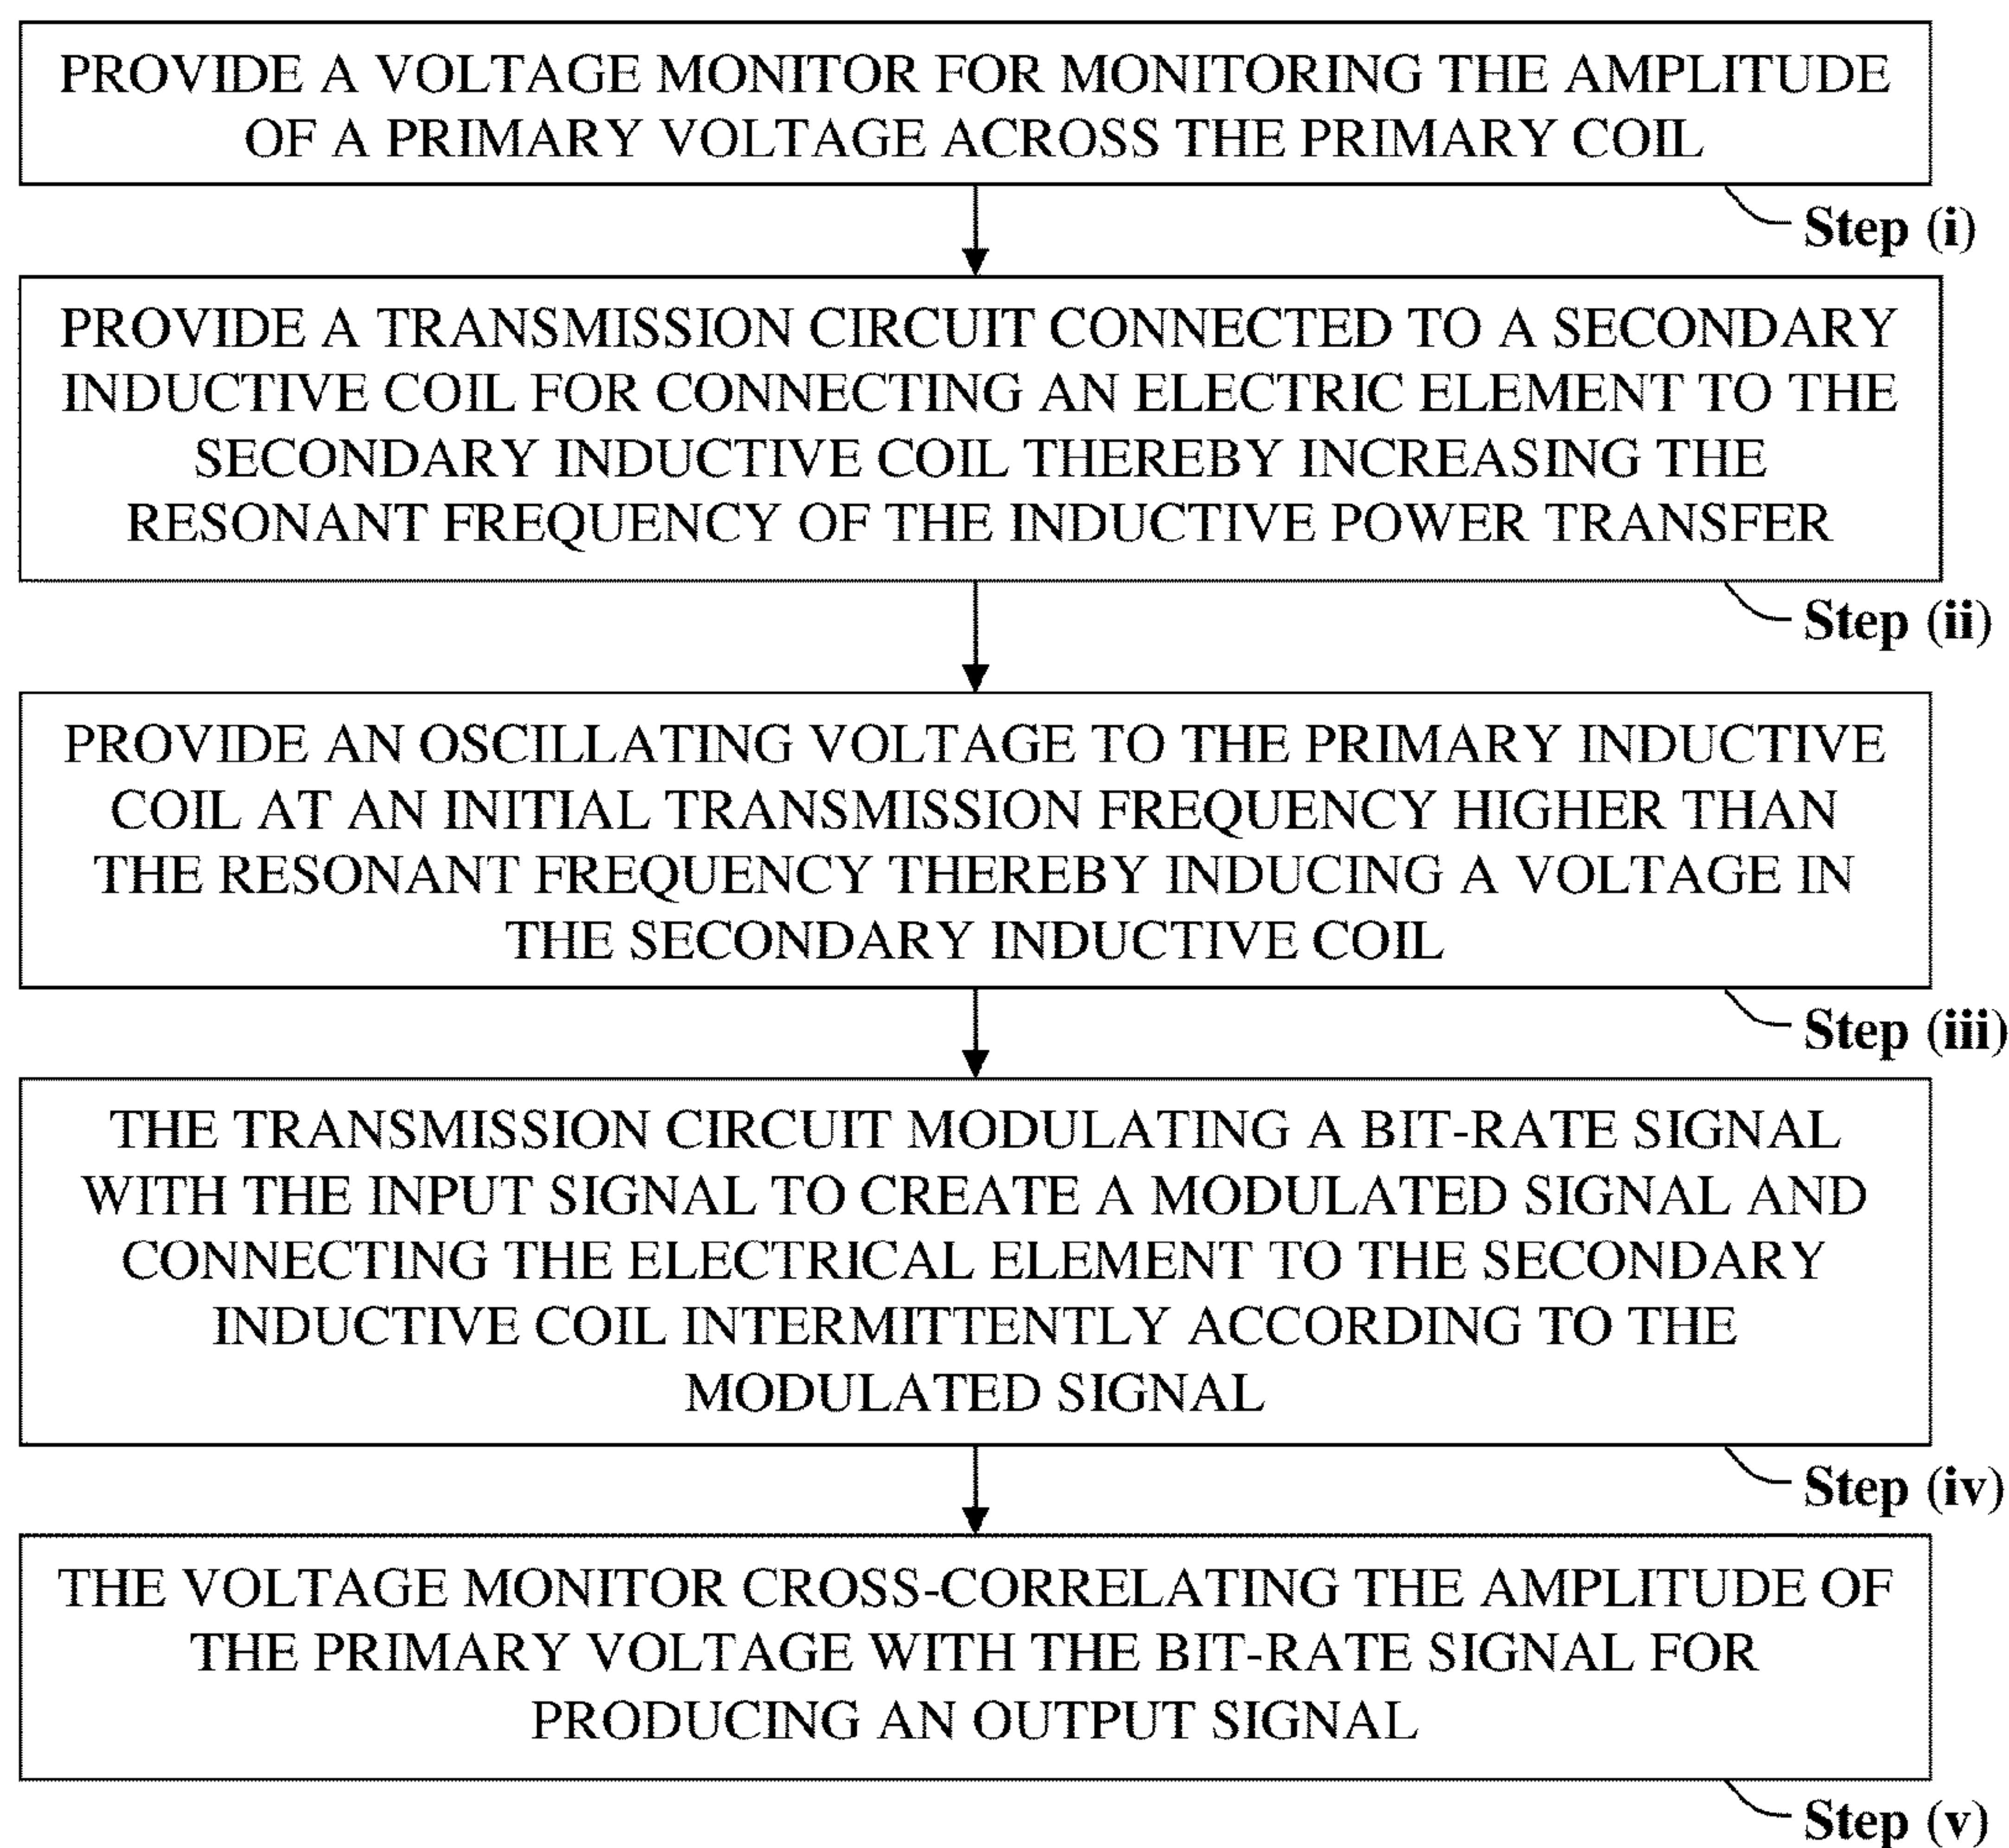 PROVIDE A VOLTAGE MONITOR FOR MONITORING THE AMPLITUDE
OF A PRIMARY VOLTAGE ACROSS THE PRIMARY COIL
Step (i)
PROVIDE A TRANSMISSION CIRCUIT CONNECTED TO A SECONDARY
INDUCTIVE COIL FOR CONNECTING AN ELECTRIC ELEMENT TO THE
SECONDARY INDUCTIVE COIL THEREBY INCREASING THE
RESONANT FREQUENCY OF THE INDUCTIVE POWER TRANSFER
Step (ii)
PROVIDE AN OSCILLATING VOLTAGE TO THE PRIMARY INDUCTIVE
COIL AT AN INITIAL TRANSMISSION FREQUENCY HIGHER THAN
THE RESONANT FREQUENCY THEREBY INDUCING A VOLTAGE IN
THE SECONDARY INDUCTIVE COIL
Step (iii)
THE TRANSMISSION CIRCUIT MODULATING A BIT-RATE SIGNAL
WITH THE INPUT SIGNAL TO CREATE A MODULATED SIGNAL AND
CONNECTING THE ELECTRICAL ELEMENT TO THE SECONDARY
INDUCTIVE COIL INTERMITTENTLY ACCORDING TO THE
MODULATED SIGNAL
Step (iv)
THE VOLTAGE MONITOR CROSS-CORRELATING THE AMPLITUDE OF
THE PRIMARY VOLTAGE WITH THE BIT-RATE SIGNAL FOR
PRODUCING AN OUTPUT SIGNAL
Step (v)